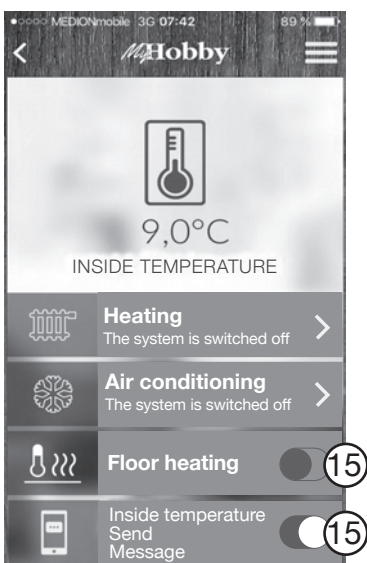 MEDIONmobile 3G 07:42 89 %
MyHobby
9,0°C
INSIDE TEMPERATURE
Heating
The system is switched off
Air conditioning
The system is switched off
Floor heating
15
Inside temperature
Send
Message
15